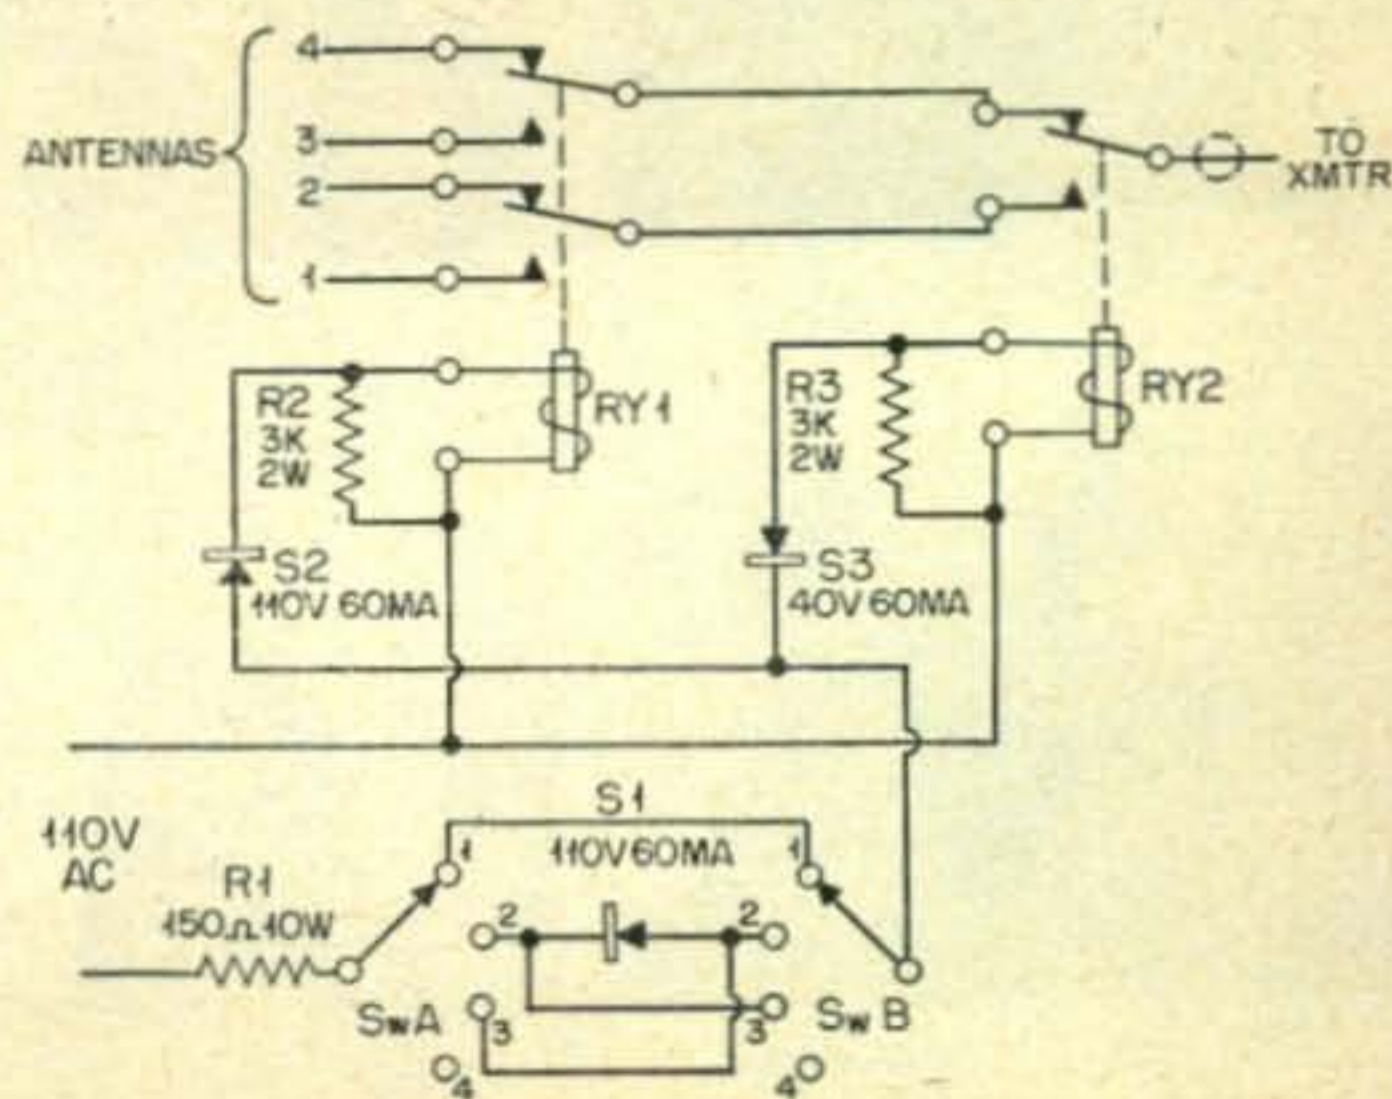 4
ANTENNAS
3
2
1
TO
XMTR
R2
3K
2W
RY1
R3
3K
2W
RY2
S2
110V 60MA
S3
40V 60MA
110V
AC
R1
150Ω 10W
S1
110V 60MA
1
1
2
2
SWA
3
3
SW B
4
4